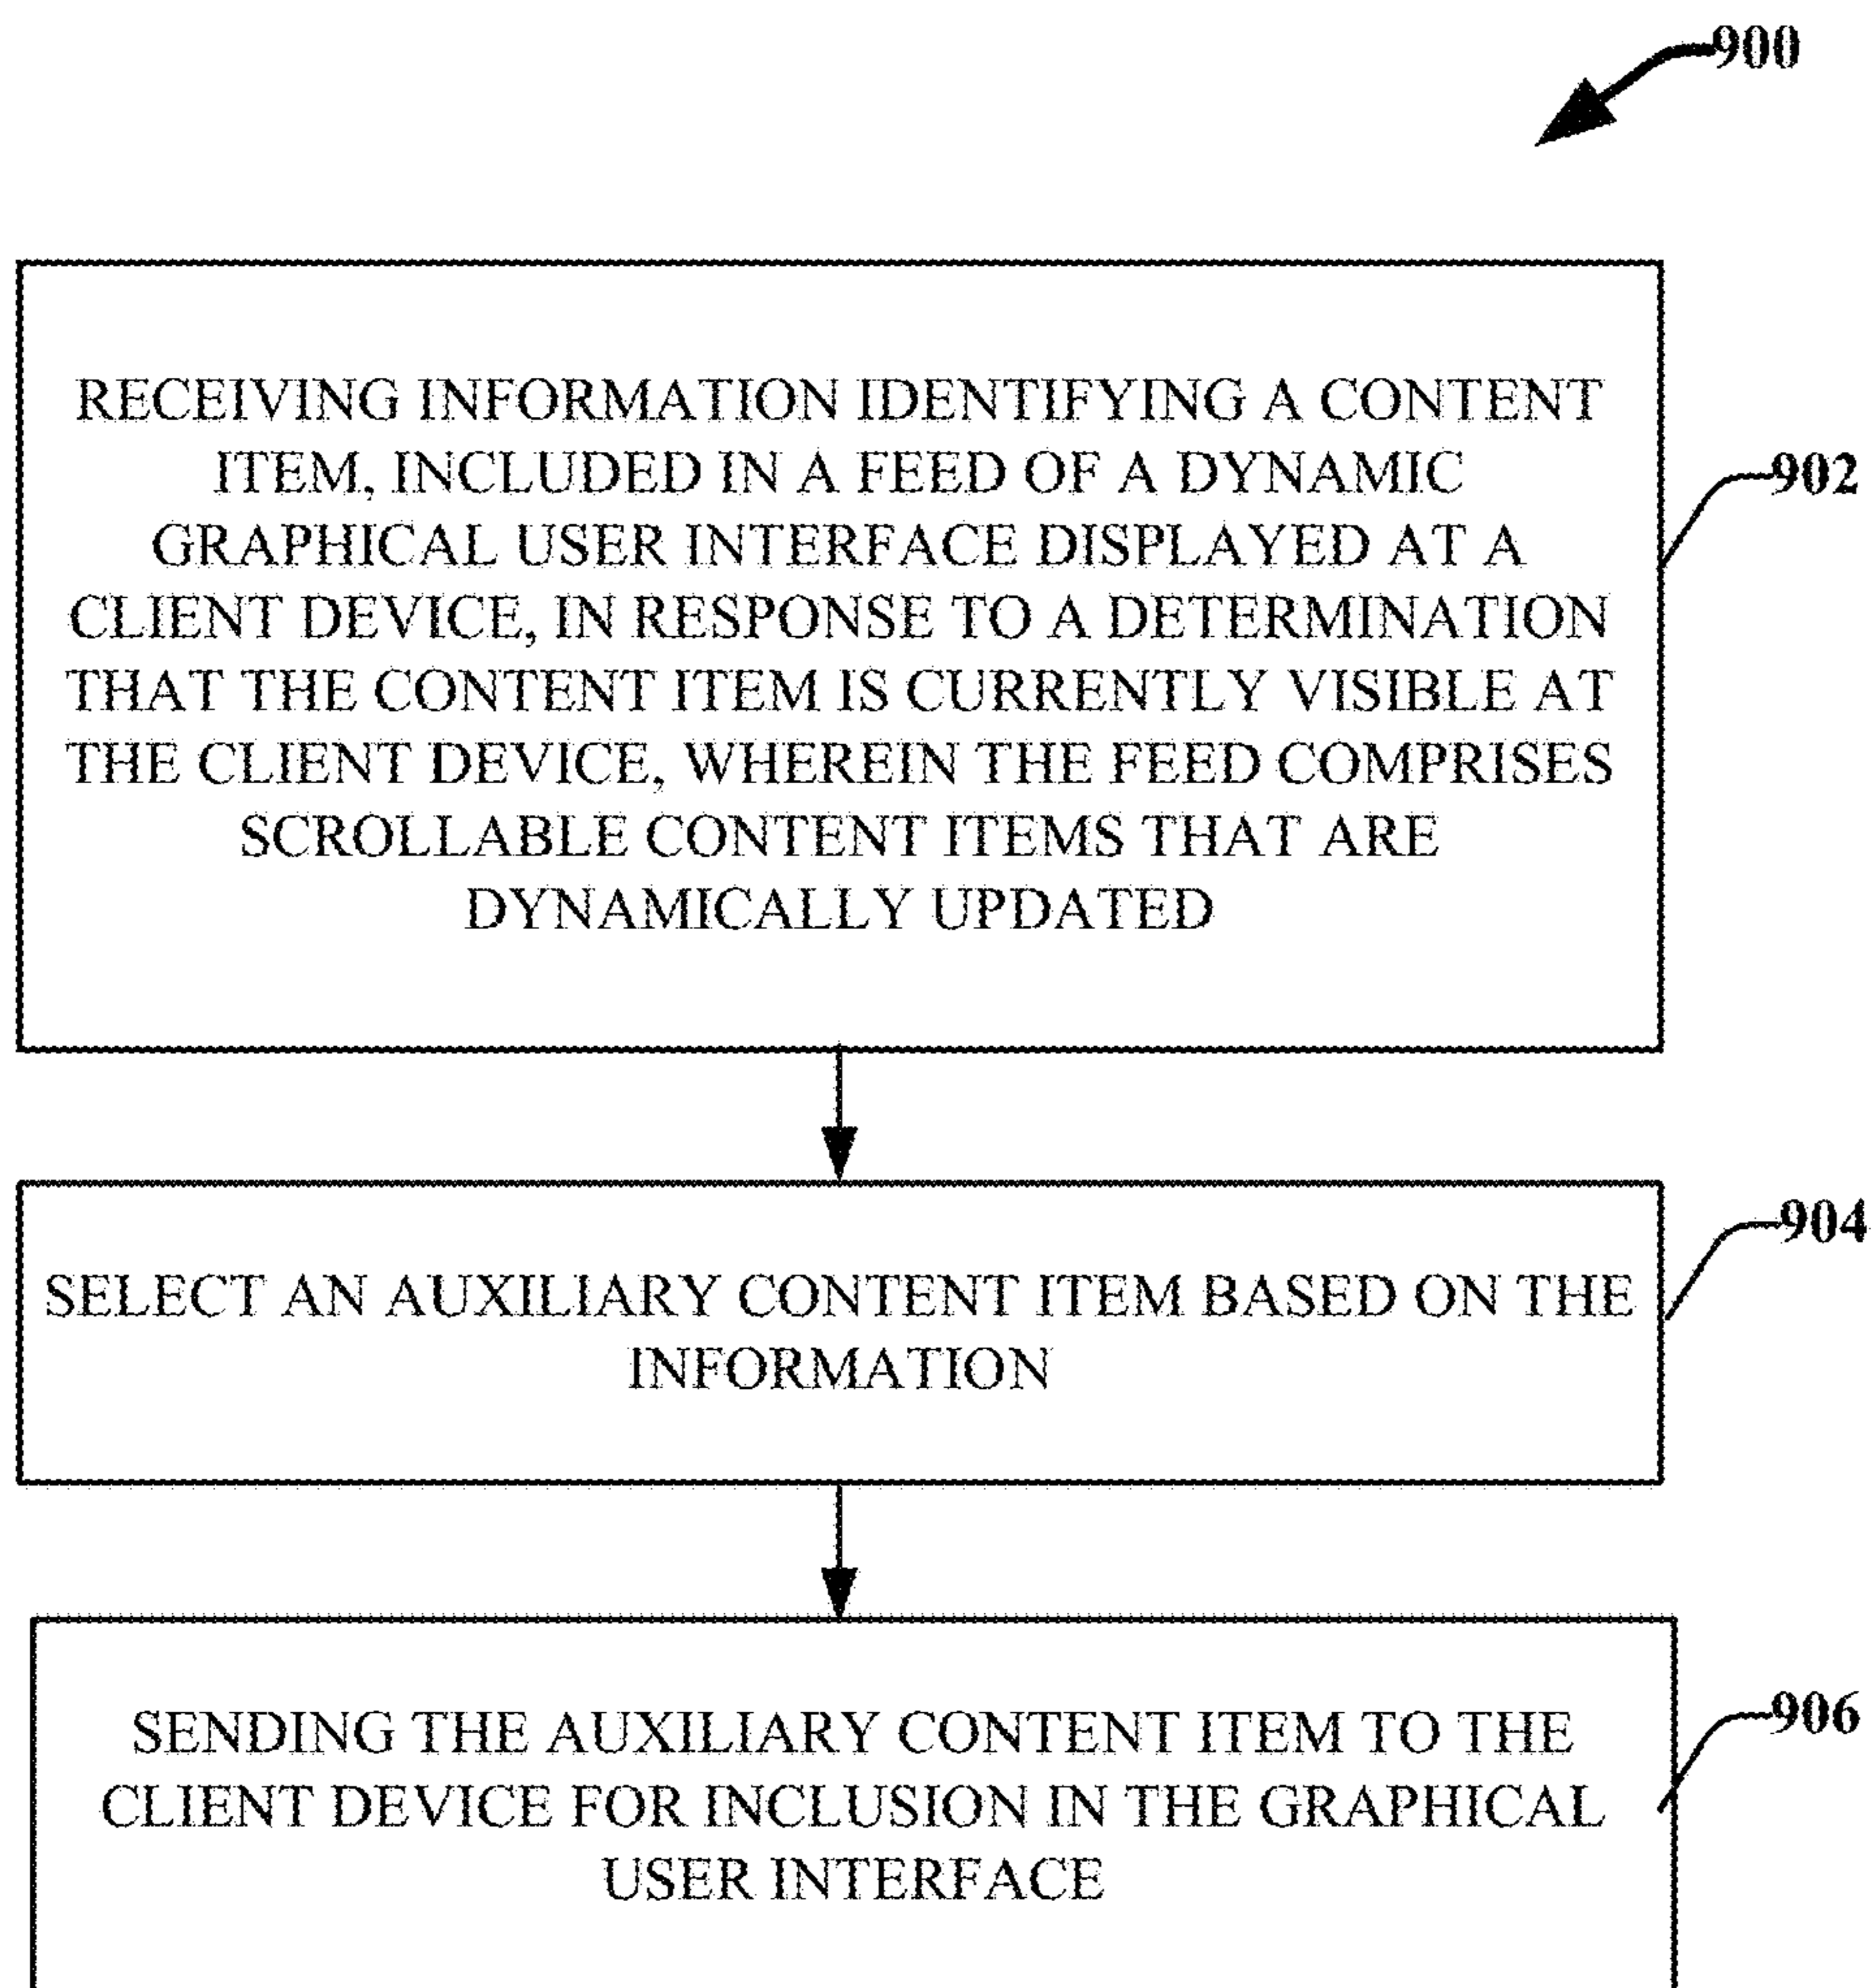 900
RECEIVING INFORMATION IDENTIFYING A CONTENT
ITEM, INCLUDED IN A FEED OF A DYNAMIC
GRAPHICAL USER INTERFACE DISPLAYED AT A
CLIENT DEVICE, IN RESPONSE TO A DETERMINATION
THAT THE CONTENT ITEM IS CURRENTLY VISIBLE AT
THE CLIENT DEVICE, WHEREIN THE FEED COMPRISES
SCROLLABLE CONTENT ITEMS THAT ARE
DYNAMICALLY UPDATED
902
SELECT AN AUXILIARY CONTENT ITEM BASED ON THE
INFORMATION
904
SENDING THE AUXILIARY CONTENT ITEM TO THE
CLIENT DEVICE FOR INCLUSION IN THE GRAPHICAL
USER INTERFACE
906